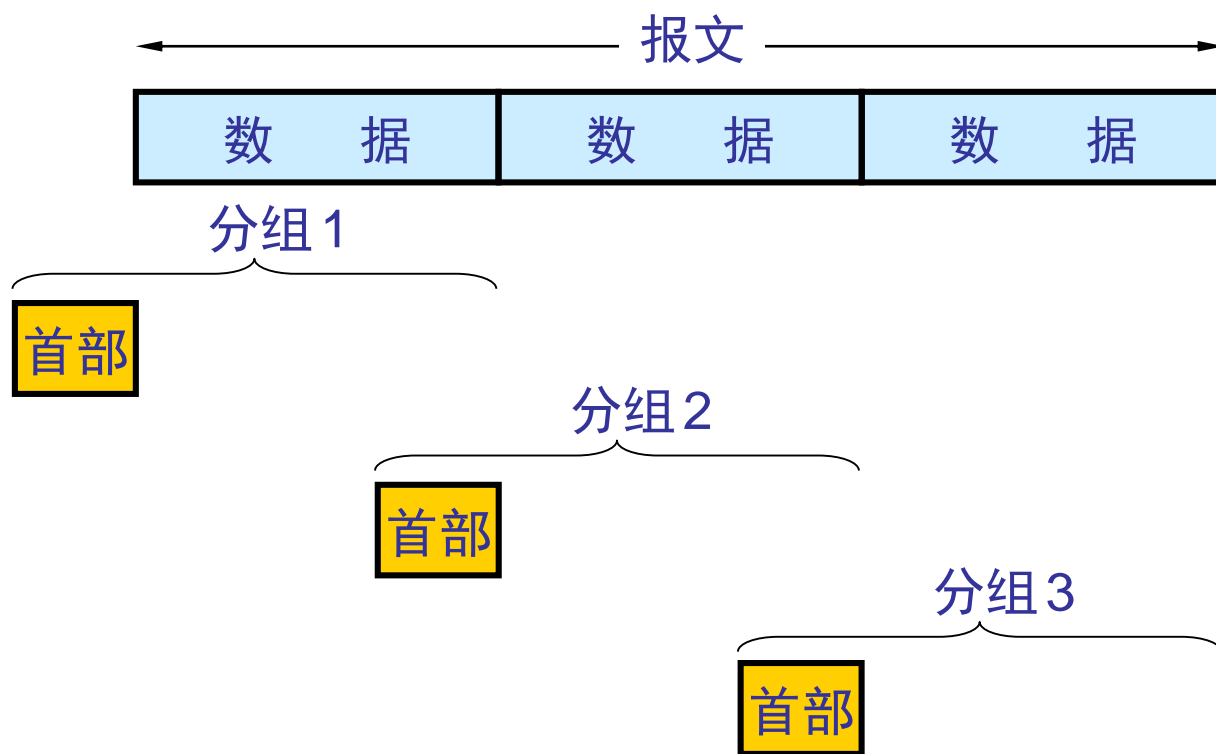 报文
数 据 数 据 数 据
分组1
首部
分组2
首部
分组3
首部